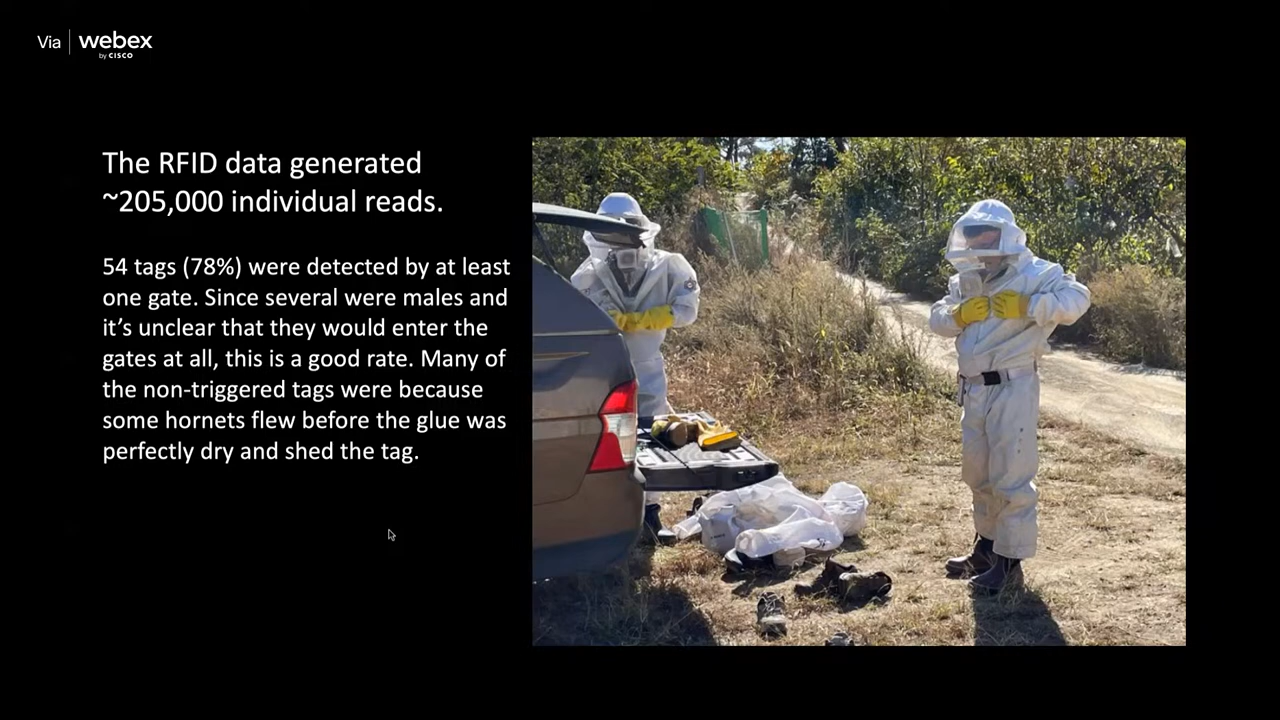 Via webex
by CISCO
The RFID data generated
~205,000 individual reads.
54 tags (78%) were detected by at least
one gate. Since several were males and
it's unclear that they would enter the
gates at all, this is a good rate. Many of
the non-triggered tags were because
some hornets flew before the glue was
perfectly dry and shed the tag.